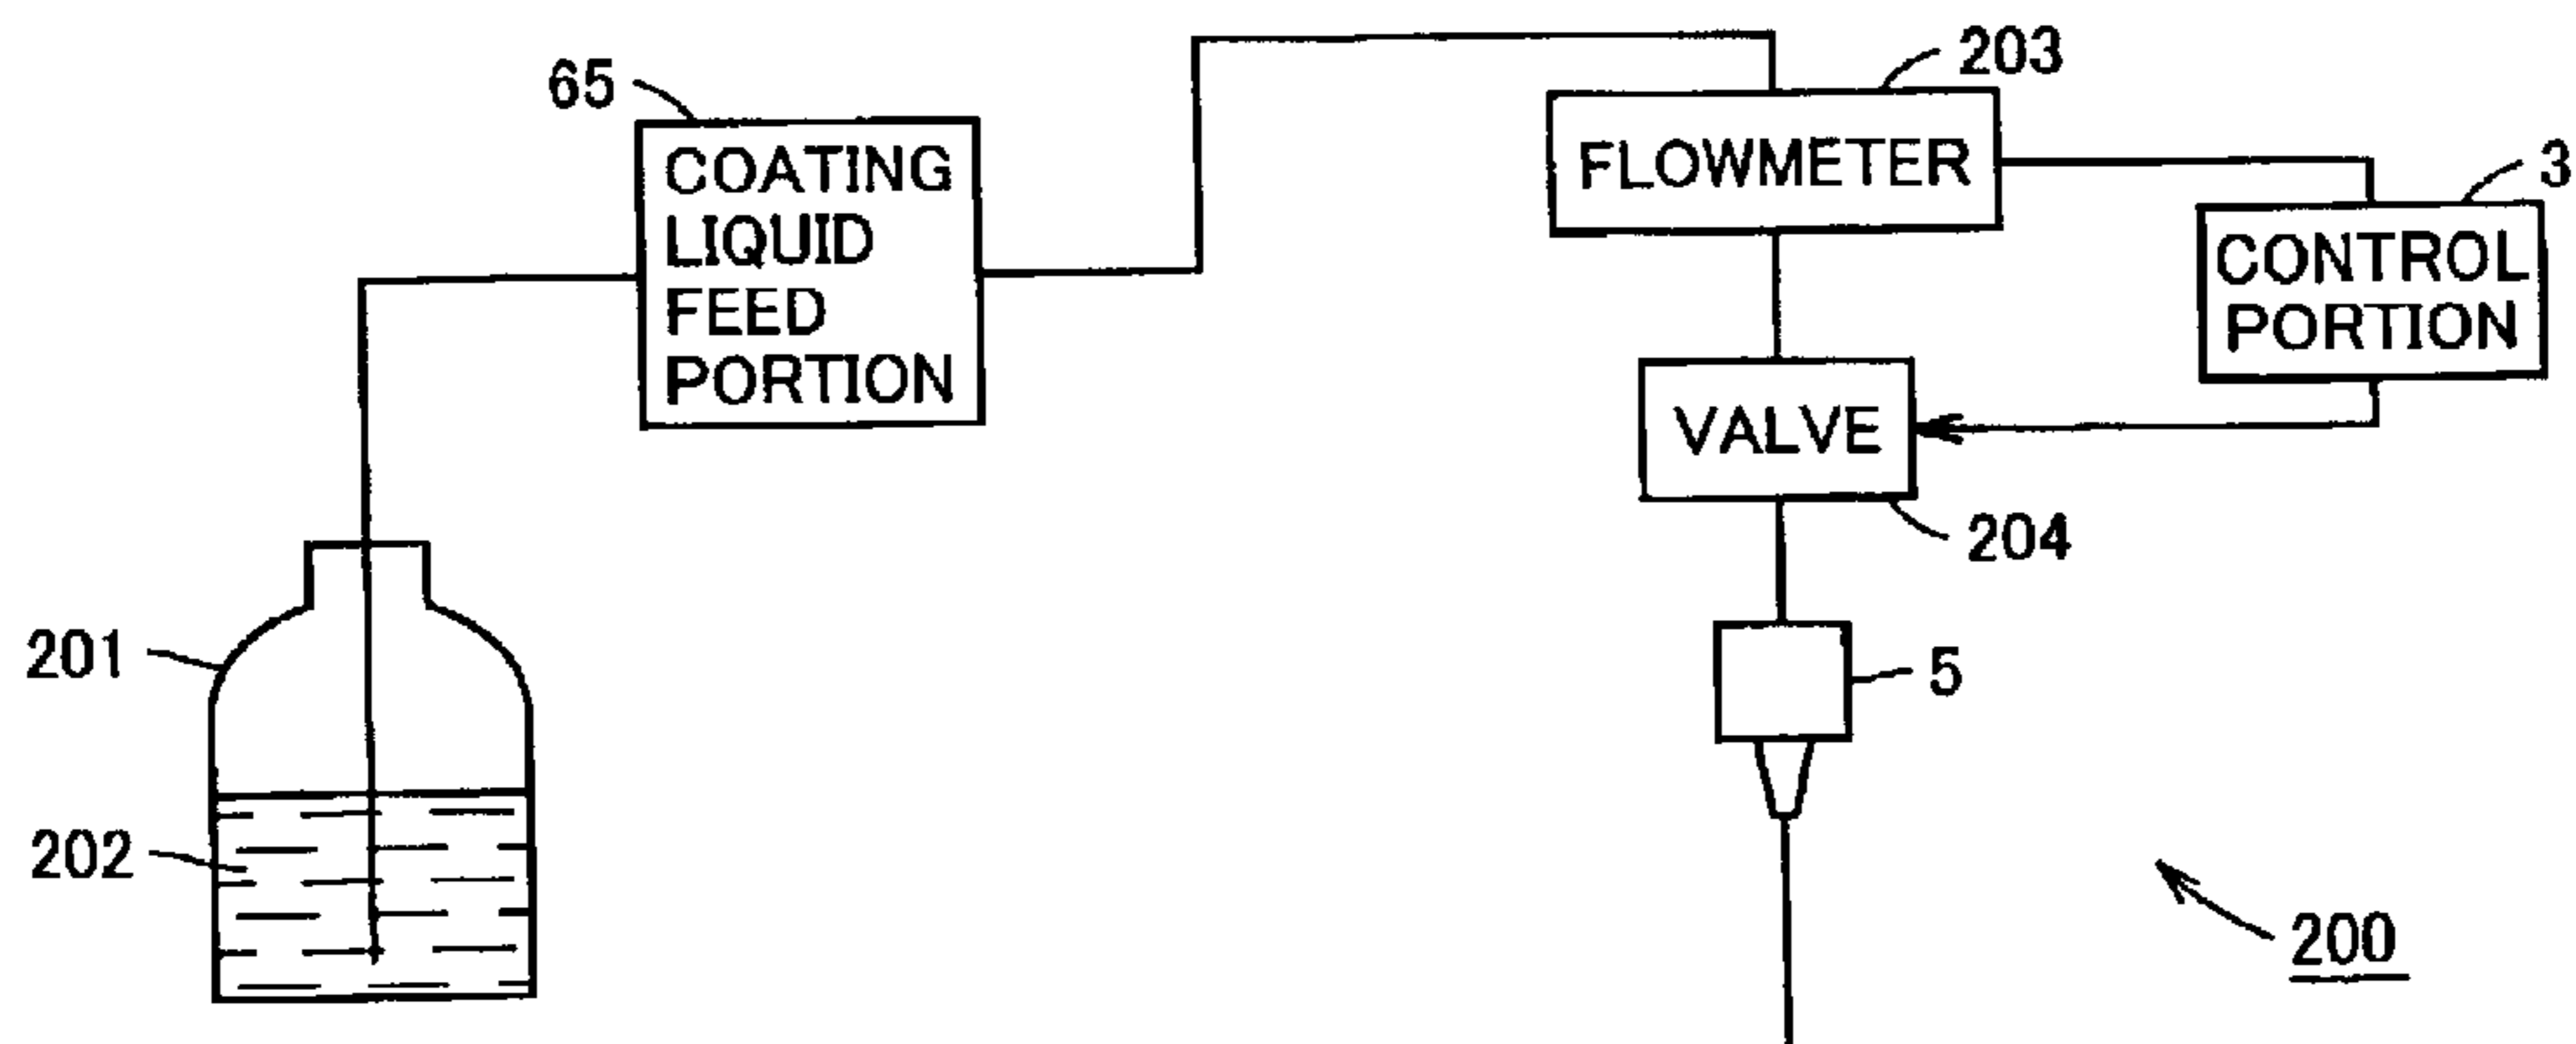 65
COATING
LIQUID
FEED
PORTION
203
FLOWMETER
3
CONTROL
PORTION
VALVE
204
201
5
202
200